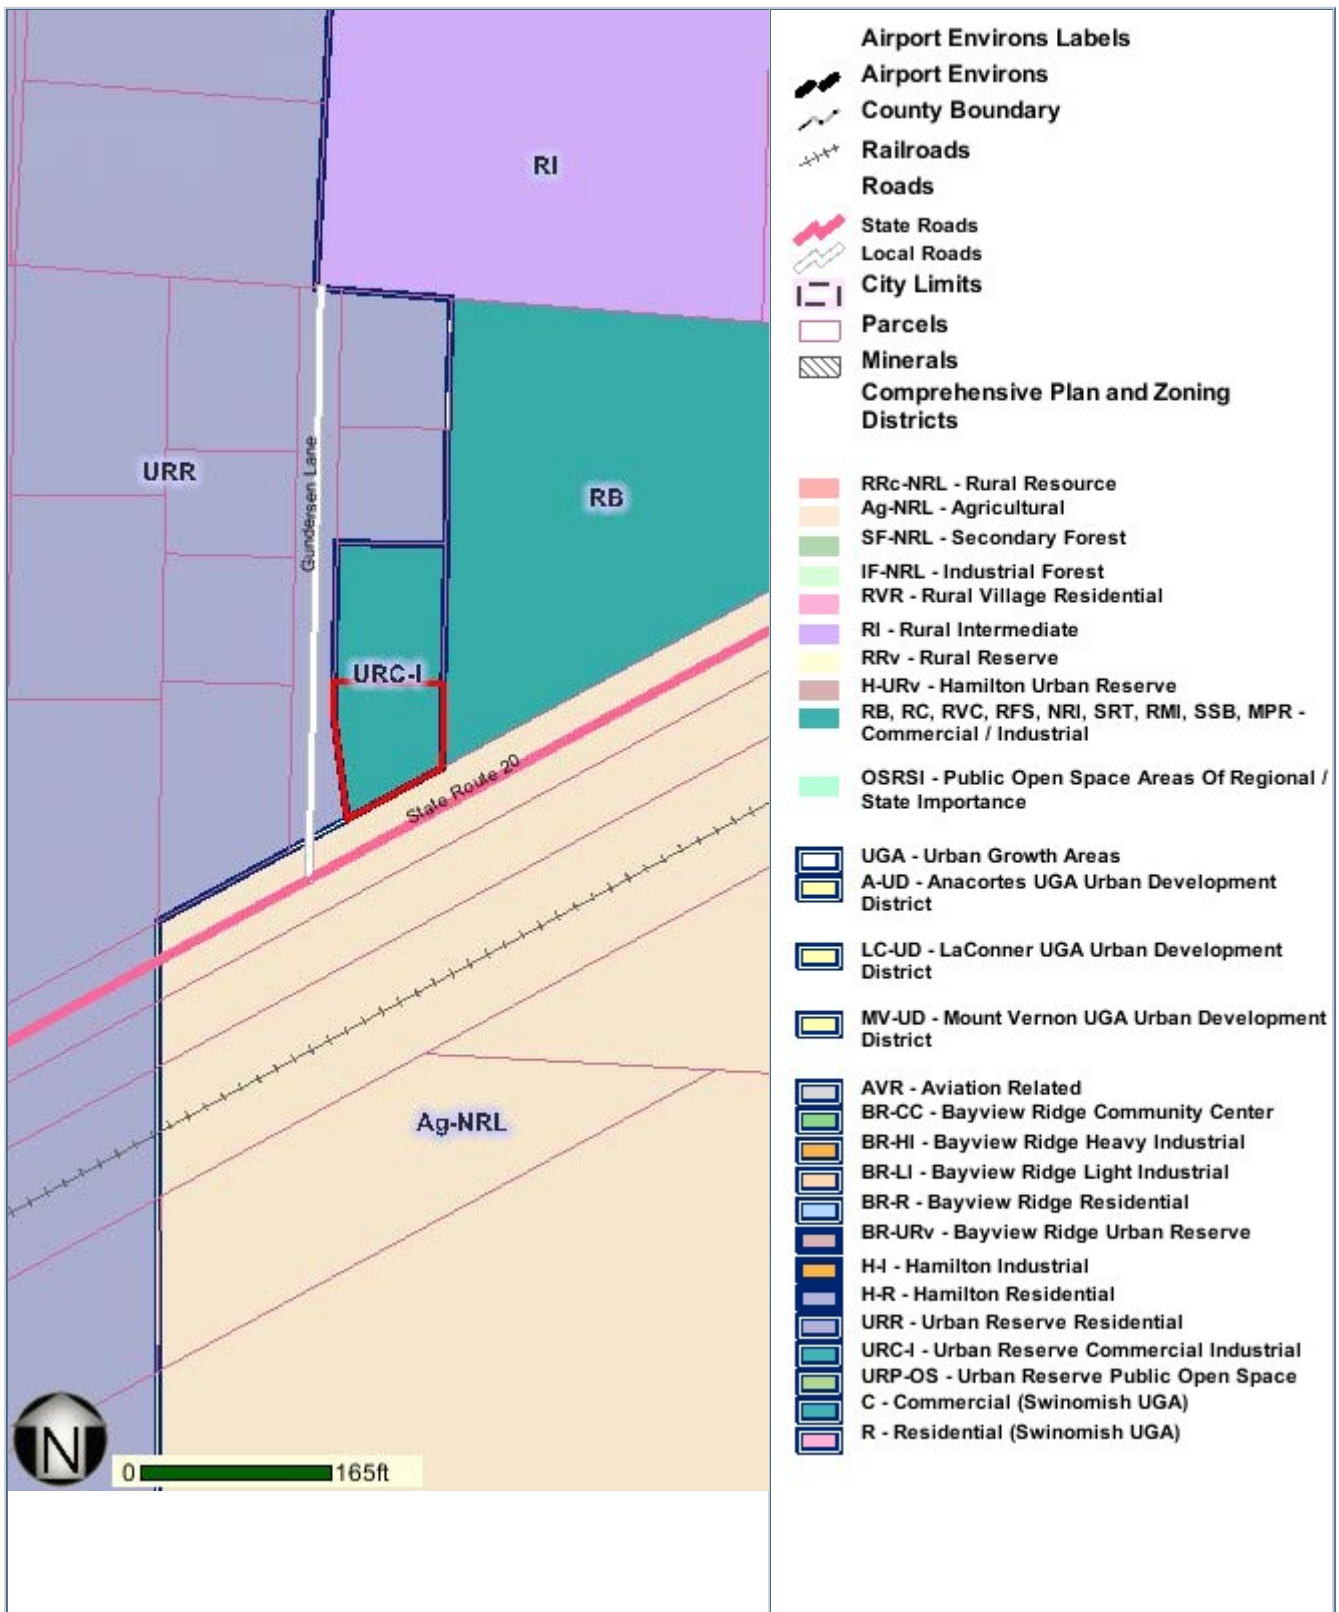 RI
RB
URR
Gundersen Lane
URC-I
State Route 20
Ag-NRL
N
0 165ft
Airport Environs Labels
Airport Environs
County Boundary
Railroads
Roads
State Roads
Local Roads
City Limits
Parcels
Minerals
Comprehensive Plan and Zoning
Districts
RRc-NRL - Rural Resource
Ag-NRL - Agricultural
SF-NRL - Secondary Forest
IF-NRL - Industrial Forest
RVR - Rural Village Residential
RI - Rural Intermediate
RRv - Rural Reserve
H-URv - Hamilton Urban Reserve
RB, RC, RVC, RFS, NRI, SRT, RMI, SSB, MPR -
Commercial / Industrial
OSRSI - Public Open Space Areas Of Regional /
State Importance
UGA - Urban Growth Areas
A-UD - Anacortes UGA Urban Development
District
LC-UD - LaConner UGA Urban Development
District
MV-UD - Mount Vernon UGA Urban Development
District
AVR - Aviation Related
BR-CC - Bayview Ridge Community Center
BR-HI - Bayview Ridge Heavy Industrial
BR-LI - Bayview Ridge Light Industrial
BR-R - Bayview Ridge Residential
BR-URv - Bayview Ridge Urban Reserve
H-I - Hamilton Industrial
H-R - Hamilton Residential
URR - Urban Reserve Residential
URC-I - Urban Reserve Commercial Industrial
URP-OS - Urban Reserve Public Open Space
C - Commercial (Swinomish UGA)
R - Residential (Swinomish UGA)